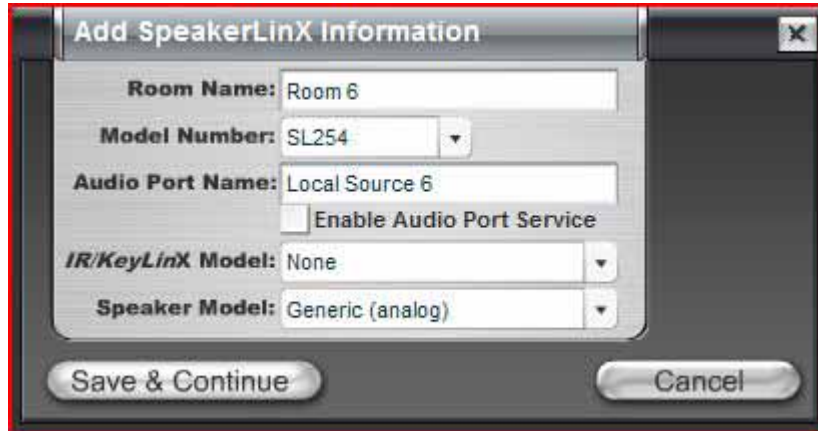 Add SpeakerLinX Information
Room Name: Room 6
Model Number: SL254
Audio Port Name: Local Source 6
Enable Audio Port Service
IR/KeyLinX Model: None
Speaker Model: Generic (analog)
Save & Continue Cancel